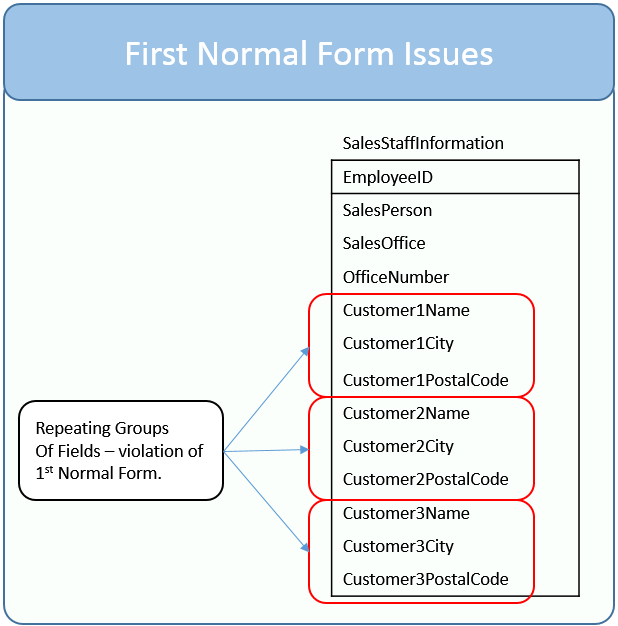 First Normal Form Issues
SalesStaffInformation
EmployeeID
SalesPerson
SalesOffice
OfficeNumber
Customer1Name
Customer1City
Customer1PostalCode
Customer2Name
Customer2City
Customer2PostalCode
Customer3Name
Customer3City
Customer3PostalCode
Repeating Groups
Of Fields – violation of
1st Normal Form.